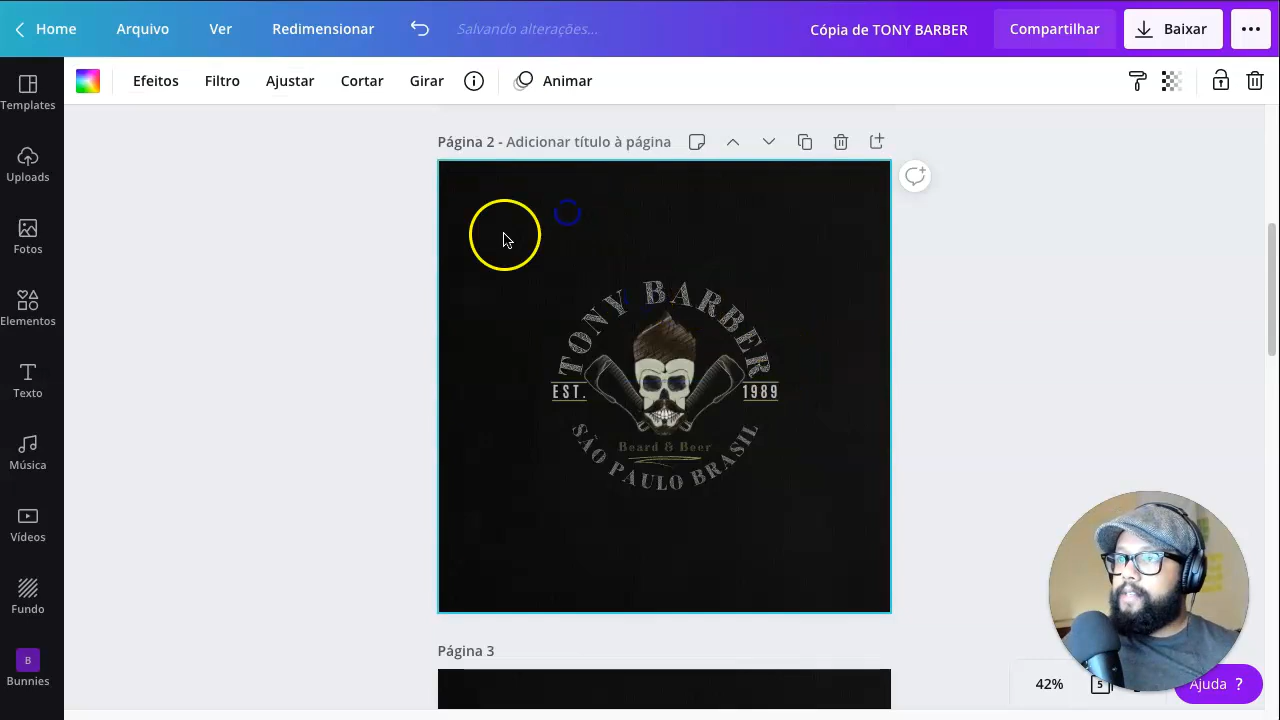 Home Arquivo Ver Redimensionar Salvando alterações... Cópia de TONY BARBER Compartilhar Baixar
Efeitos Filtro Ajustar Cortar Girar Animar
Templates
Uploads
Fotos
Elementos
Texto
Música
Vídeos
Fundo
B
Bunnies
Página 2 - Adicionar título à página
TONY BARBER
EST. 1989
Beard & Beer
SÃO PAULO BRASIL
Página 3
42% 5 Ajuda ?